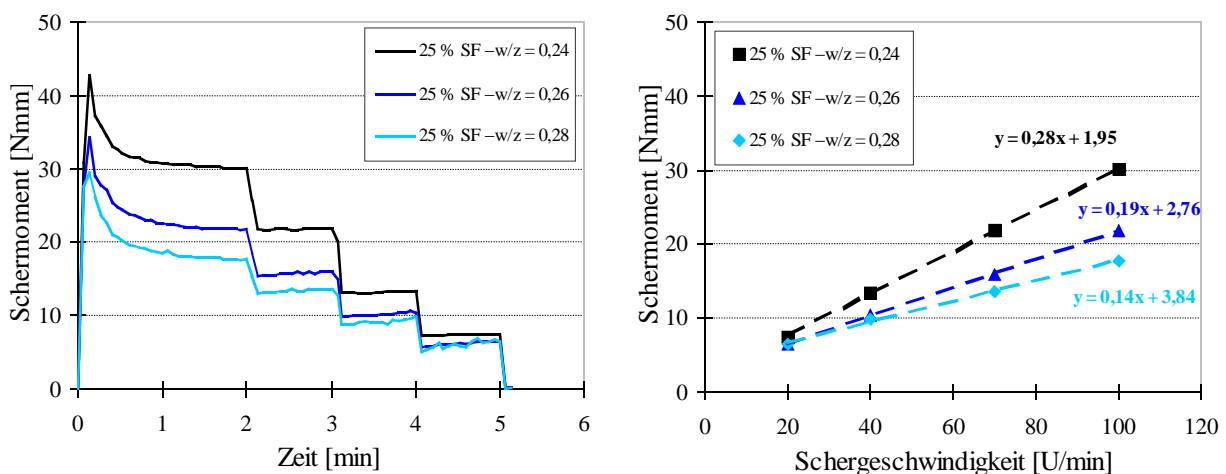 50
40
30
20
10
0
Schermoment [Nmm]
25 % SF –w/z = 0,24
25 % SF –w/z = 0,26
25 % SF –w/z = 0,28
0 1 2 3 4 5 6
Zeit [min]
50
40
30
20
10
0
Schermoment [Nmm]
25 % SF –w/z = 0,24
25 % SF –w/z = 0,26
25 % SF –w/z = 0,28
y = 0,28x + 1,95
y = 0,19x + 2,76
y = 0,14x + 3,84
0 20 40 60 80 100 120
Schergeschwindigkeit [U/min]